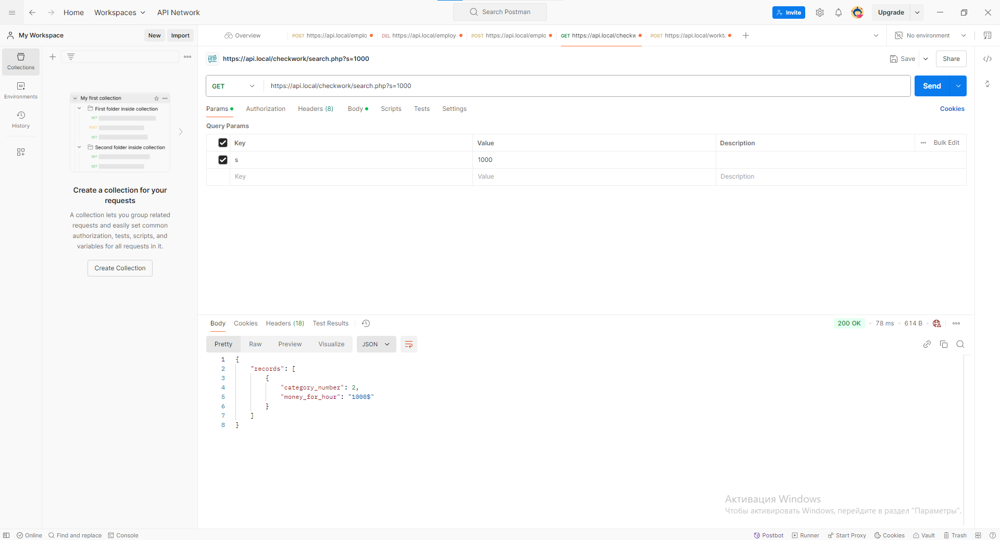 Home Workspaces API Network Search Postman Invite Upgrade
My Workspace New Import Overview POST https://api.local/emplo DEL https://api.local/employ POST https://api.local/emplo GET https://api.local/checkw POST https://api.local/workt No environment
Collections
Environments
History
My first collection
First folder inside collection
GET
POST
GET
Second folder inside collection
GET
GET
Create a collection for your
requests
A collection lets you group related
requests and easily set common
authorization, tests, scripts, and
variables for all requests in it.
Create Collection
HTTP https://api.local/checkwork/search.php?s=1000 Save Share
GET https://api.local/checkwork/search.php?s=1000 Send
Params Authorization Headers (8) Body Scripts Tests Settings Cookies
Query Params
Key Value Description Bulk Edit
s 1000
Key Value Description
Body Cookies Headers (18) Test Results 200 OK 78 ms 614 B
Pretty Raw Preview Visualize JSON
1 {
2 "records": [
3 {
4 "category_number": 2,
5 "money_for_hour": "1000$"
6 }
7 ]
8 }
Активация Windows
Чтобы активировать Windows, перейдите в раздел "Параметры".
Online Find and replace Console Postbot Runner Start Proxy Cookies Vault Trash